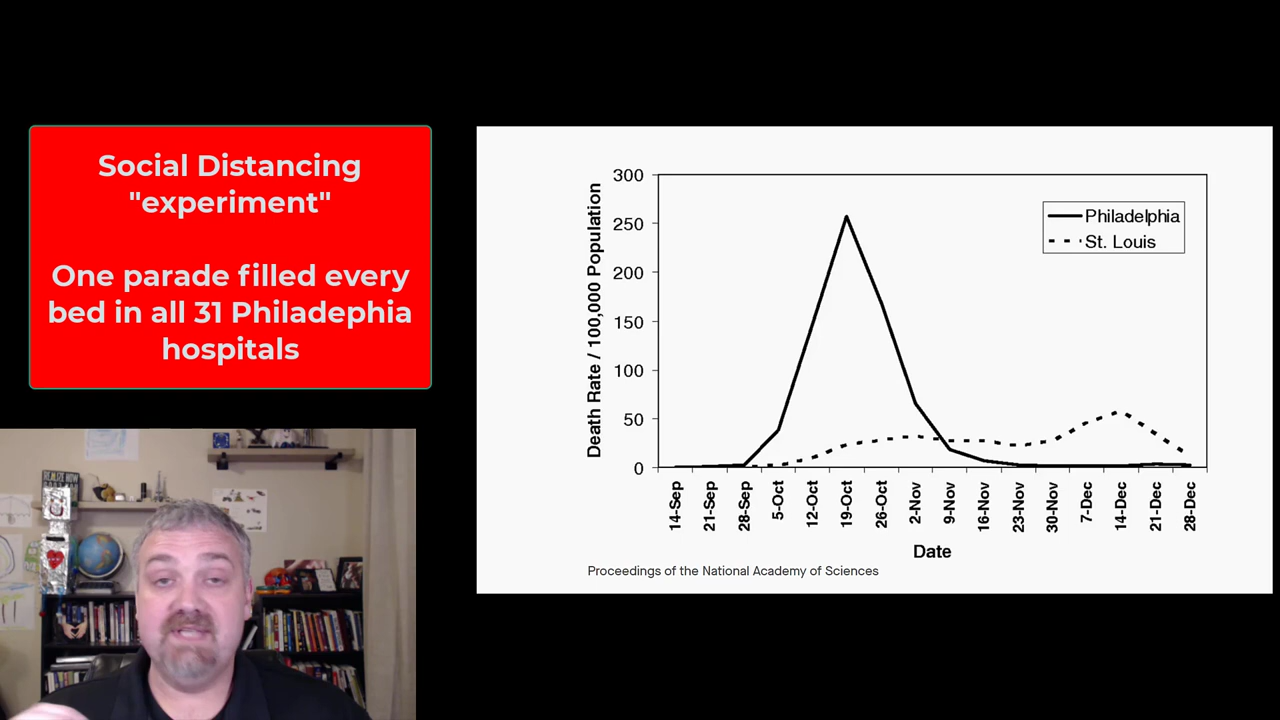 Social Distancing
"experiment"
One parade filled every
bed in all 31 Philadephia
hospitals
300
250
200
150
100
50
0
Death Rate / 100,000 Population
Philadelphia
St. Louis
14-Sep
21-Sep
28-Sep
5-Oct
12-Oct
19-Oct
26-Oct
2-Nov
9-Nov
16-Nov
23-Nov
30-Nov
7-Dec
14-Dec
21-Dec
28-Dec
Date
Proceedings of the National Academy of Sciences